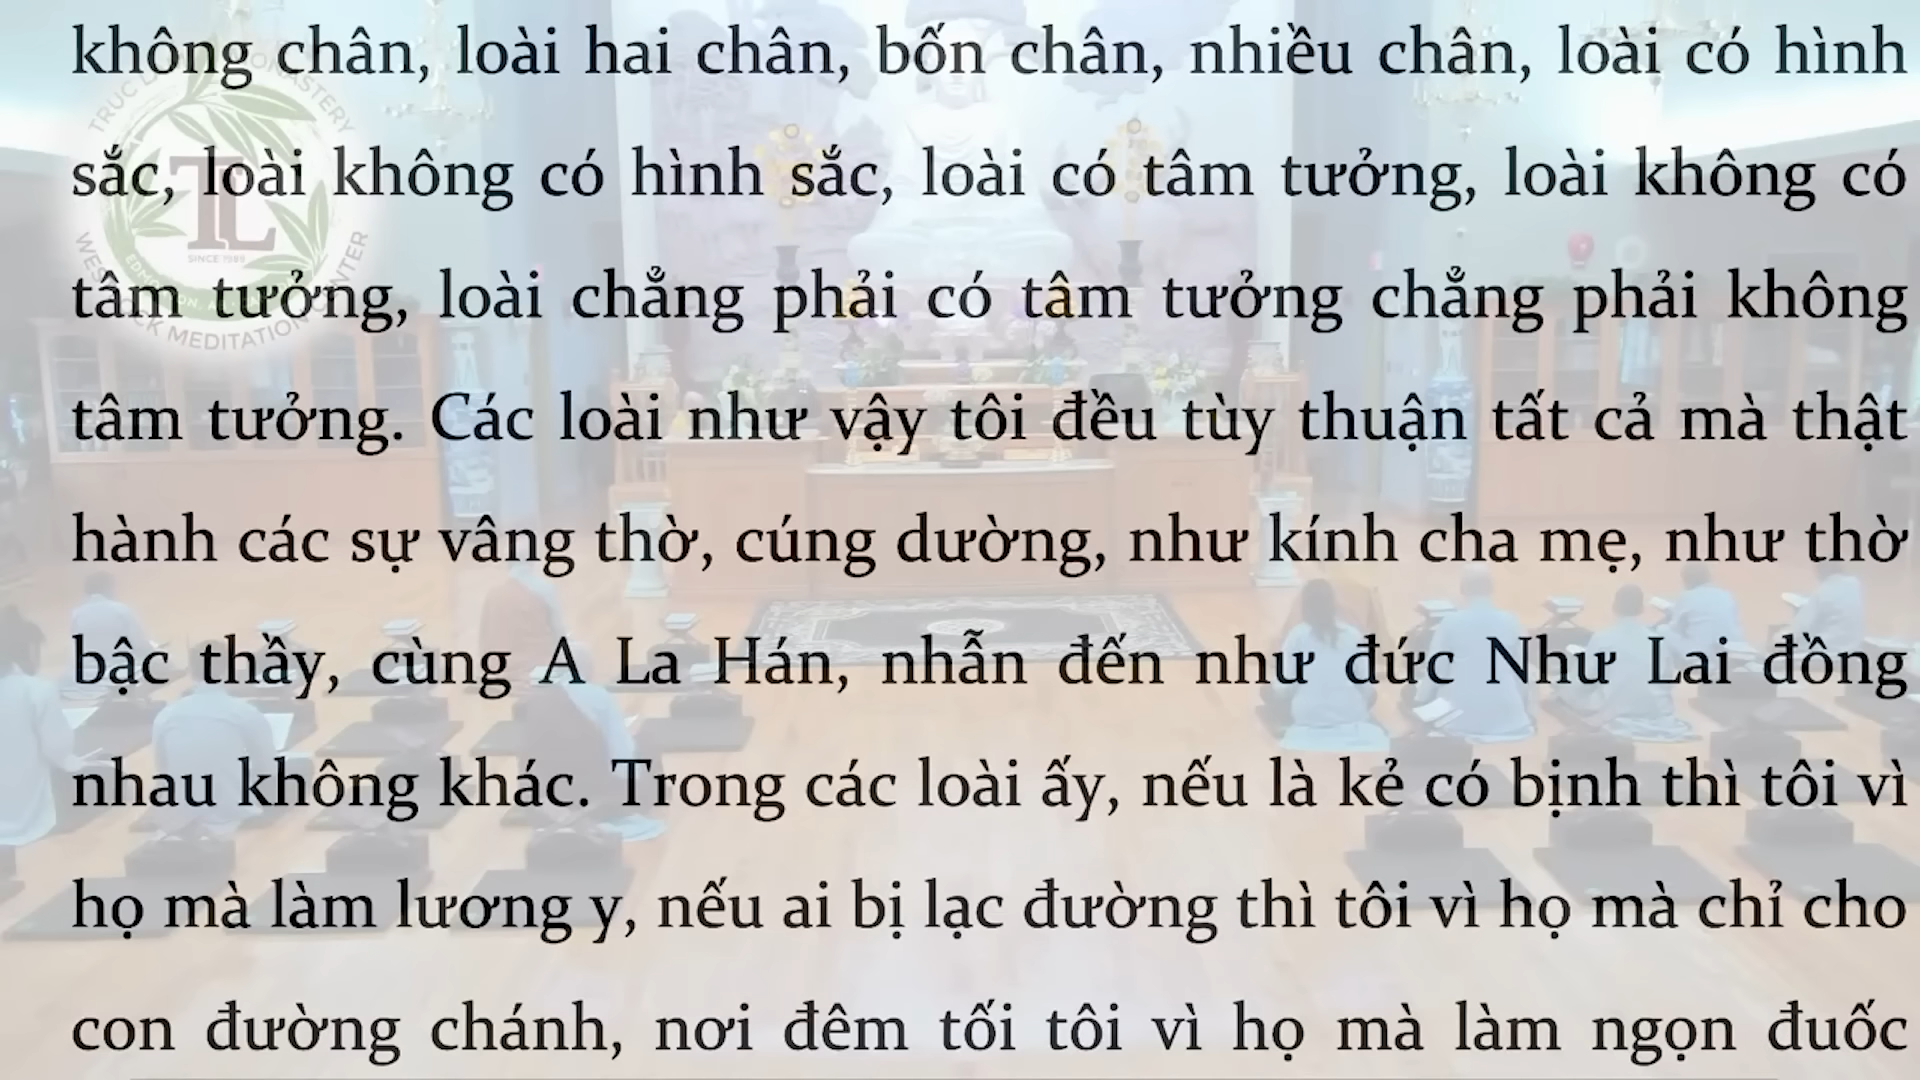 không chân, loài hai chân, bốn chân, nhiều chân, loài có hình
sắc, loài không có hình sắc, loài có tâm tưởng, loài không có
tâm tưởng, loài chẳng phải có tâm tưởng chẳng phải không
tâm tưởng. Các loài như vậy tôi đều tùy thuận tất cả mà thật
hành các sự vâng thờ, cúng dường, như kính cha mẹ, như thờ
bậc thầy, cùng A La Hán, nhẫn đến như đức Như Lai đồng
nhau không khác. Trong các loài ấy, nếu là kẻ có bịnh thì tôi vì
họ mà làm lương y, nếu ai bị lạc đường thì tôi vì họ mà chỉ cho
con đường chánh, nơi đêm tối tôi vì họ mà làm ngọn đuốc
TL
SINCE 1989
MEDITATION